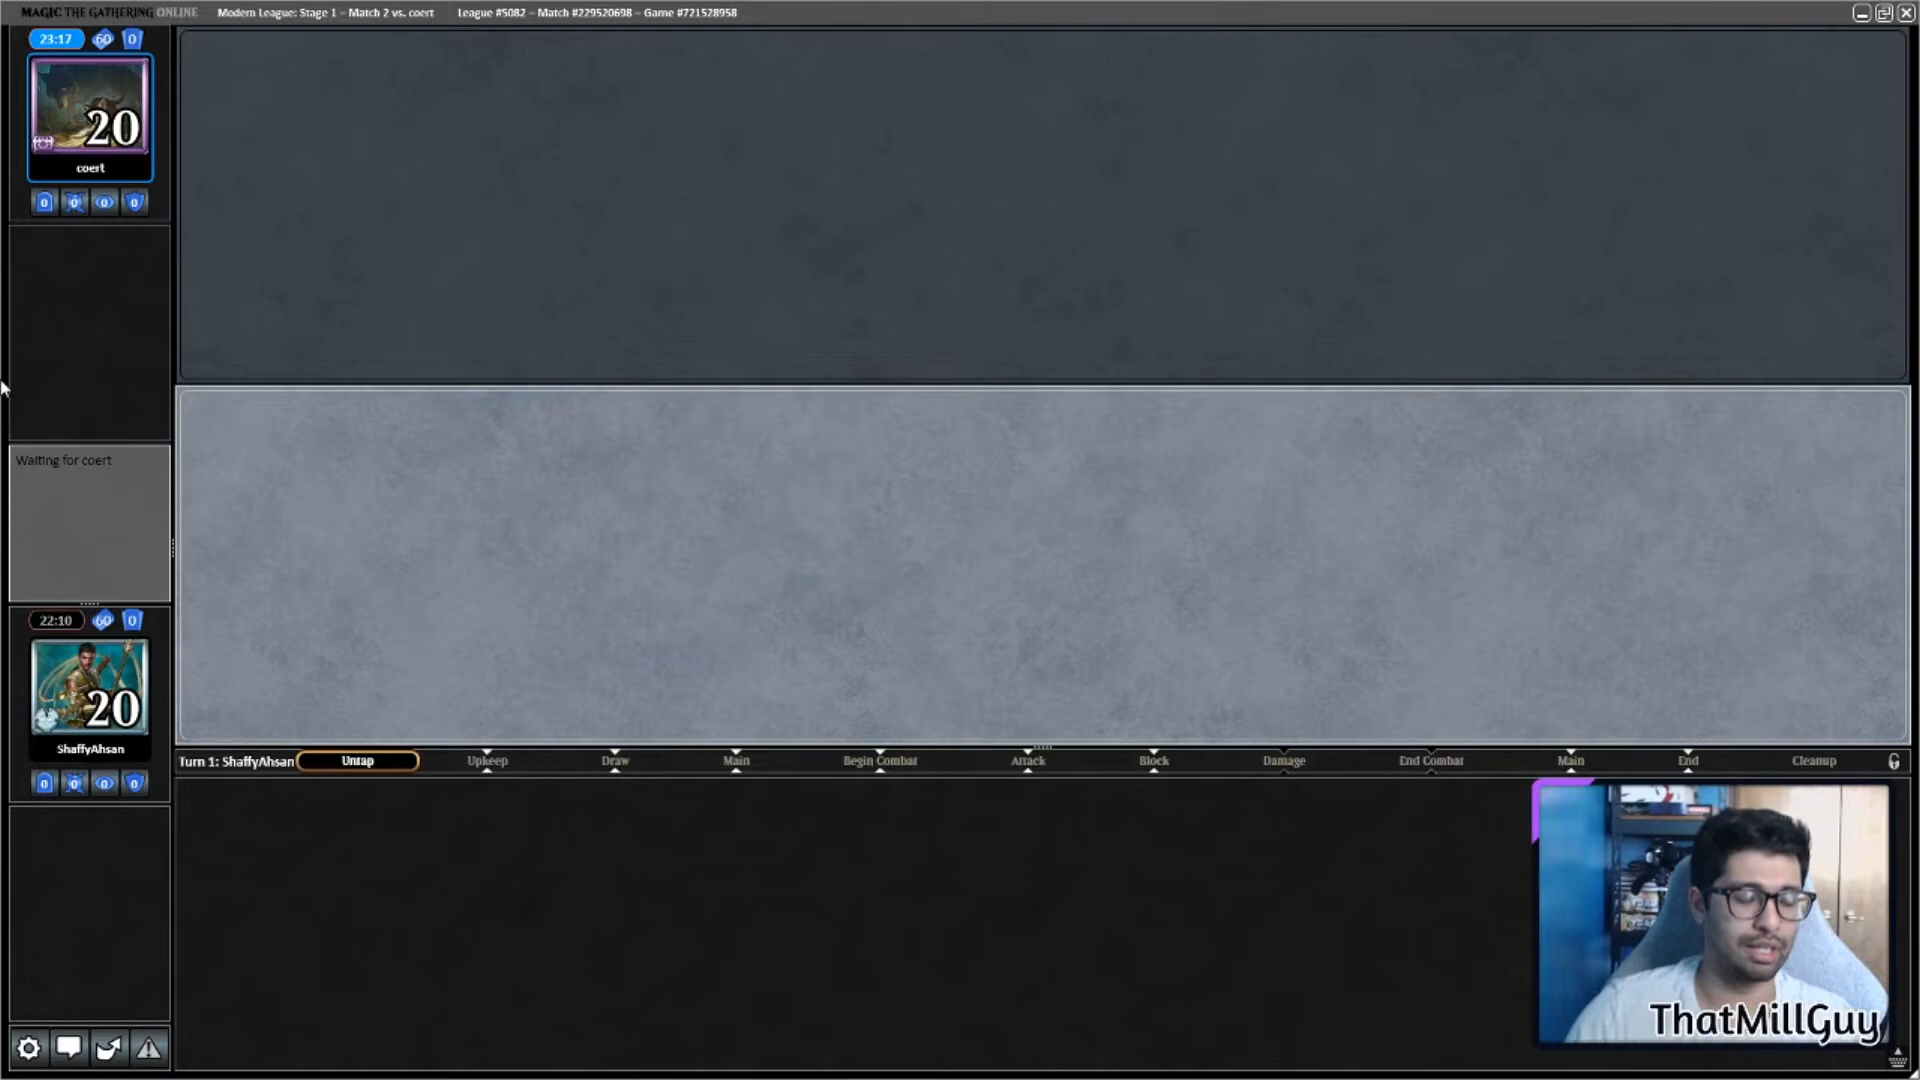 MAGIC THE GATHERING ONLINE Modern League: Stage 1 – Match 2 vs. coert League #5082 – Match #229520698 – Game #721528958
23:17 60 0
20
coert
0 0 0 0
Waiting for coert
22:10 60 0
20
ShaffyAhsan
0 0 0 0
Turn 1: ShaffyAhsan Untap Upkeep Draw Main Begin Combat Attack Block Damage End Combat Main End Cleanup
ThatMillGuy